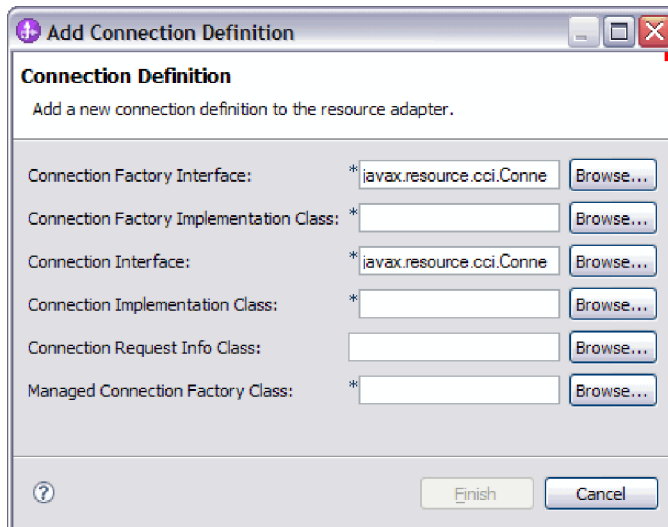 Add Connection Definition
Connection Definition
Add a new connection definition to the resource adapter.
Connection Factory Interface: * javax.resource.cci.Conne Browse...
Connection Factory Implementation Class: * Browse...
Connection Interface: * javax.resource.cci.Conne Browse...
Connection Implementation Class: * Browse...
Connection Request Info Class: Browse...
Managed Connection Factory Class: * Browse...
? Finish Cancel